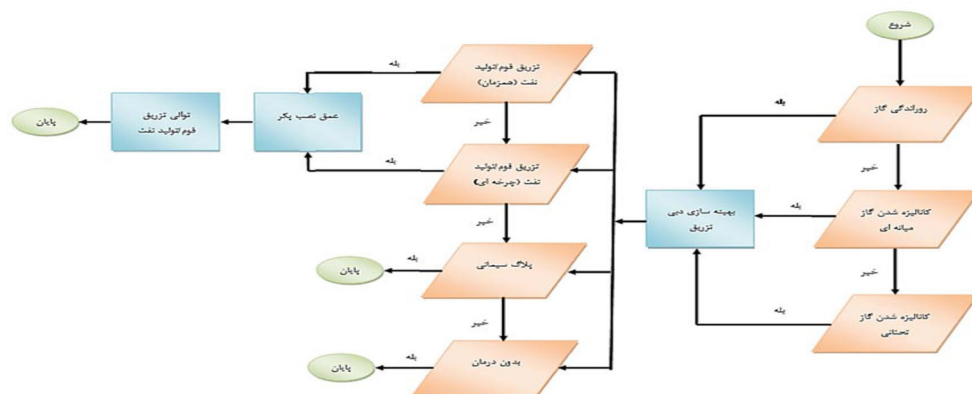 شروع
روراندگی گاز
بله
خیر
کانالیزه شدن گاز
میانه ای
بله
خیر
کانالیزه شدن گاز
تحتانی
بله
بهینه سازی دبی
تزریق
تزریق فوم/تولید
نفت (همزمان)
بله
خیر
تزریق فوم/تولید
نفت (چرخه ای)
بله
خیر
پلاگ سیمانی
بله
پایان
خیر
بدون درمان
بله
پایان
عمق نصب پکر
توالی تزریق
فوم/تولید نفت
پایان